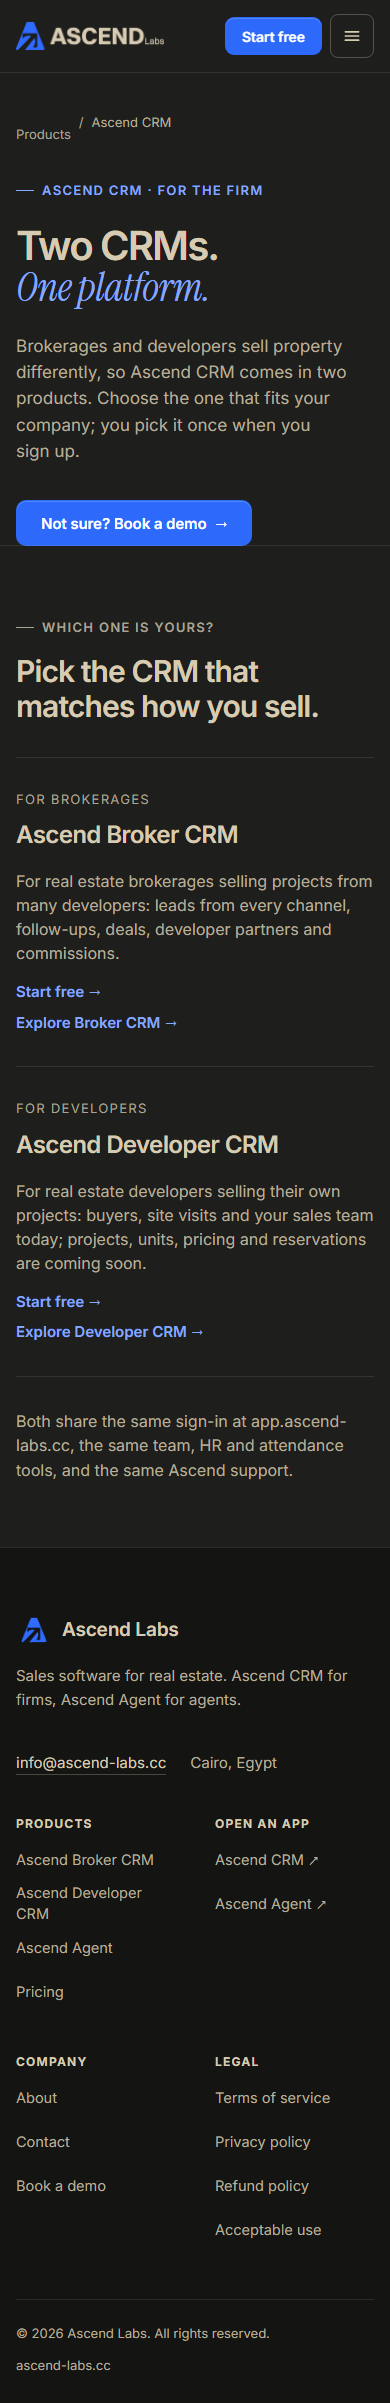 ASCEND Labs
Start free
Products / Ascend CRM
ASCEND CRM · FOR THE FIRM
Two CRMs.
One platform.
Brokerages and developers sell property
differently, so Ascend CRM comes in two
products. Choose the one that fits your
company; you pick it once when you
sign up.
Not sure? Book a demo →
WHICH ONE IS YOURS?
Pick the CRM that
matches how you sell.
FOR BROKERAGES
Ascend Broker CRM
For real estate brokerages selling projects from
many developers: leads from every channel,
follow-ups, deals, developer partners and
commissions.
Start free →
Explore Broker CRM →
FOR DEVELOPERS
Ascend Developer CRM
For real estate developers selling their own
projects: buyers, site visits and your sales team
today; projects, units, pricing and reservations
are coming soon.
Start free →
Explore Developer CRM →
Both share the same sign-in at app.ascend-
labs.cc, the same team, HR and attendance
tools, and the same Ascend support.
Ascend Labs
Sales software for real estate. Ascend CRM for
firms, Ascend Agent for agents.
info@ascend-labs.cc Cairo, Egypt
PRODUCTS
Ascend Broker CRM
Ascend Developer
CRM
Ascend Agent
Pricing
OPEN AN APP
Ascend CRM ↗
Ascend Agent ↗
COMPANY
About
Contact
Book a demo
LEGAL
Terms of service
Privacy policy
Refund policy
Acceptable use
© 2026 Ascend Labs. All rights reserved.
ascend-labs.cc